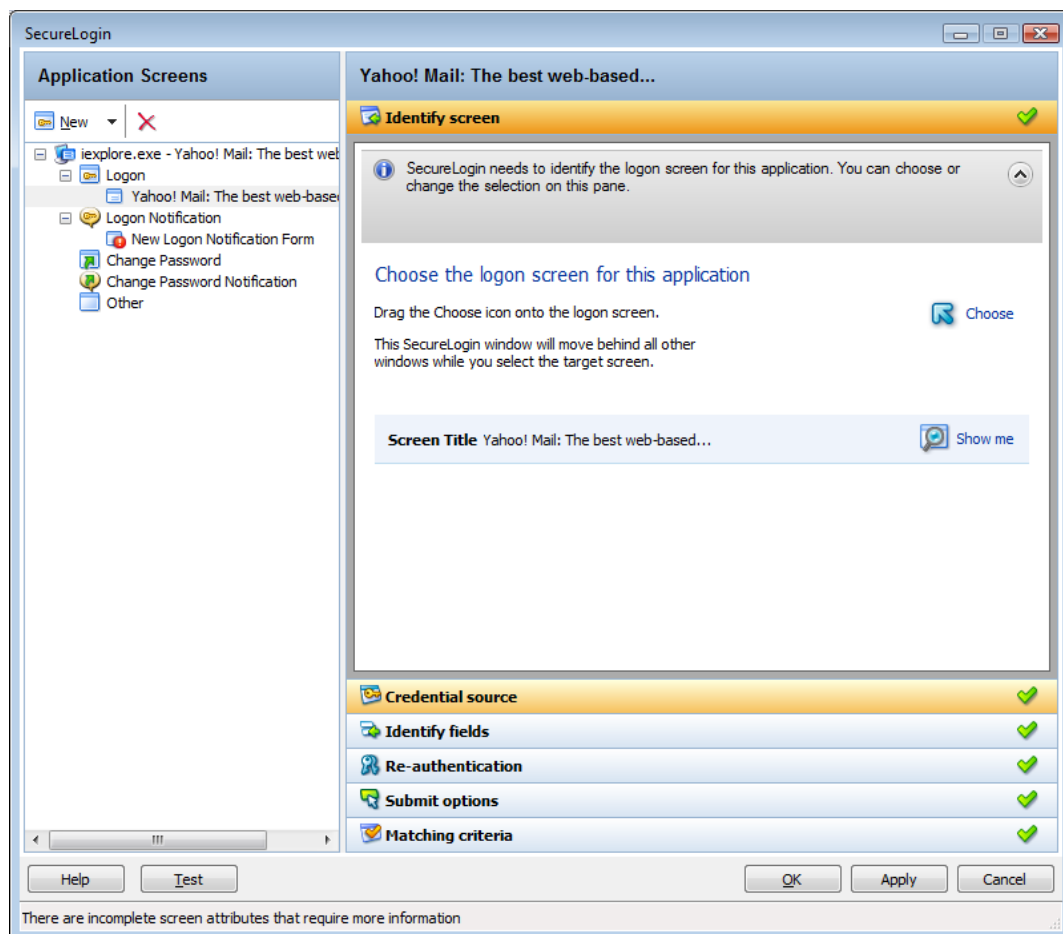 SecureLogin
Application Screens
New
iexplore.exe - Yahoo! Mail: The best wel
Logon
Yahoo! Mail: The best web-base
Logon Notification
New Logon Notification Form
Change Password
Change Password Notification
Other
Yahoo! Mail: The best web-based...
Identify screen
SecureLogin needs to identify the logon screen for this application. You can choose or
change the selection on this pane.
Choose the logon screen for this application
Drag the Choose icon onto the logon screen.
Choose
This SecureLogin window will move behind all other
windows while you select the target screen.
Screen Title Yahoo! Mail: The best web-based...
Show me
Credential source
Identify fields
Re-authentication
Submit options
Matching criteria
Help
Test
OK
Apply
Cancel
There are incomplete screen attributes that require more information